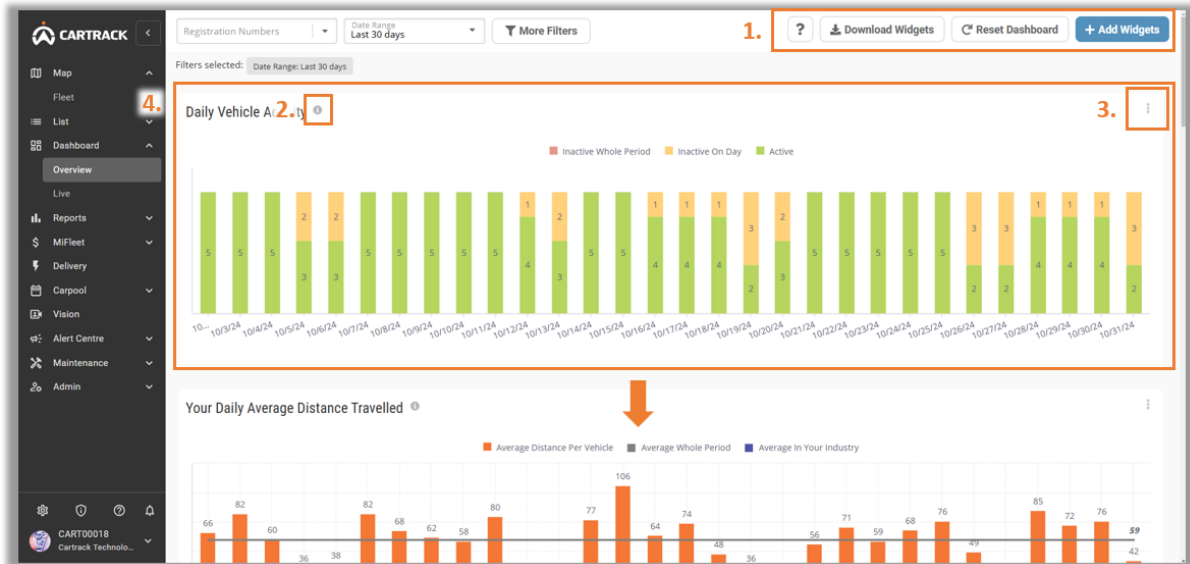 CARTRACK
Map
Fleet
List
Dashboard
Overview
Live
Reports
MiFleet
Delivery
Carpool
Vision
Alert Centre
Maintenance
Admin
CART00018
Cartrack Technolo...
Registration Numbers
Date Range
Last 30 days
More Filters
1.
?
Download Widgets
Reset Dashboard
+ Add Widgets
Filters selected: Date Range: Last 30 days
4.
Daily Vehicle A ty
2.
3.
Inactive Whole Period Inactive On Day Active
1 1 1 1 1 1 1
2 2 2 2 3 2 3 3 3
5 5 5 3 3 5 5 5 5 5 4 3 5 5 4 4 4 2 3 5 5 5 5 5 2 2 4 4 4 2
10... 10/3/24 10/4/24 10/5/24 10/6/24 10/7/24 10/8/24 10/9/24 10/10/24 10/11/24 10/12/24 10/13/24 10/14/24 10/15/24 10/16/24 10/17/24 10/18/24 10/19/24 10/20/24 10/21/24 10/22/24 10/23/24 10/24/24 10/25/24 10/26/24 10/27/24 10/28/24 10/29/24 10/30/24 10/31/24
Your Daily Average Distance Travelled
Average Distance Per Vehicle Average Whole Period Average In Your Industry
66 82 60 36 38 82 68 62 58 80 77 106 64 74 48 36 56 71 59 68 76 49 85 72 76 59 42